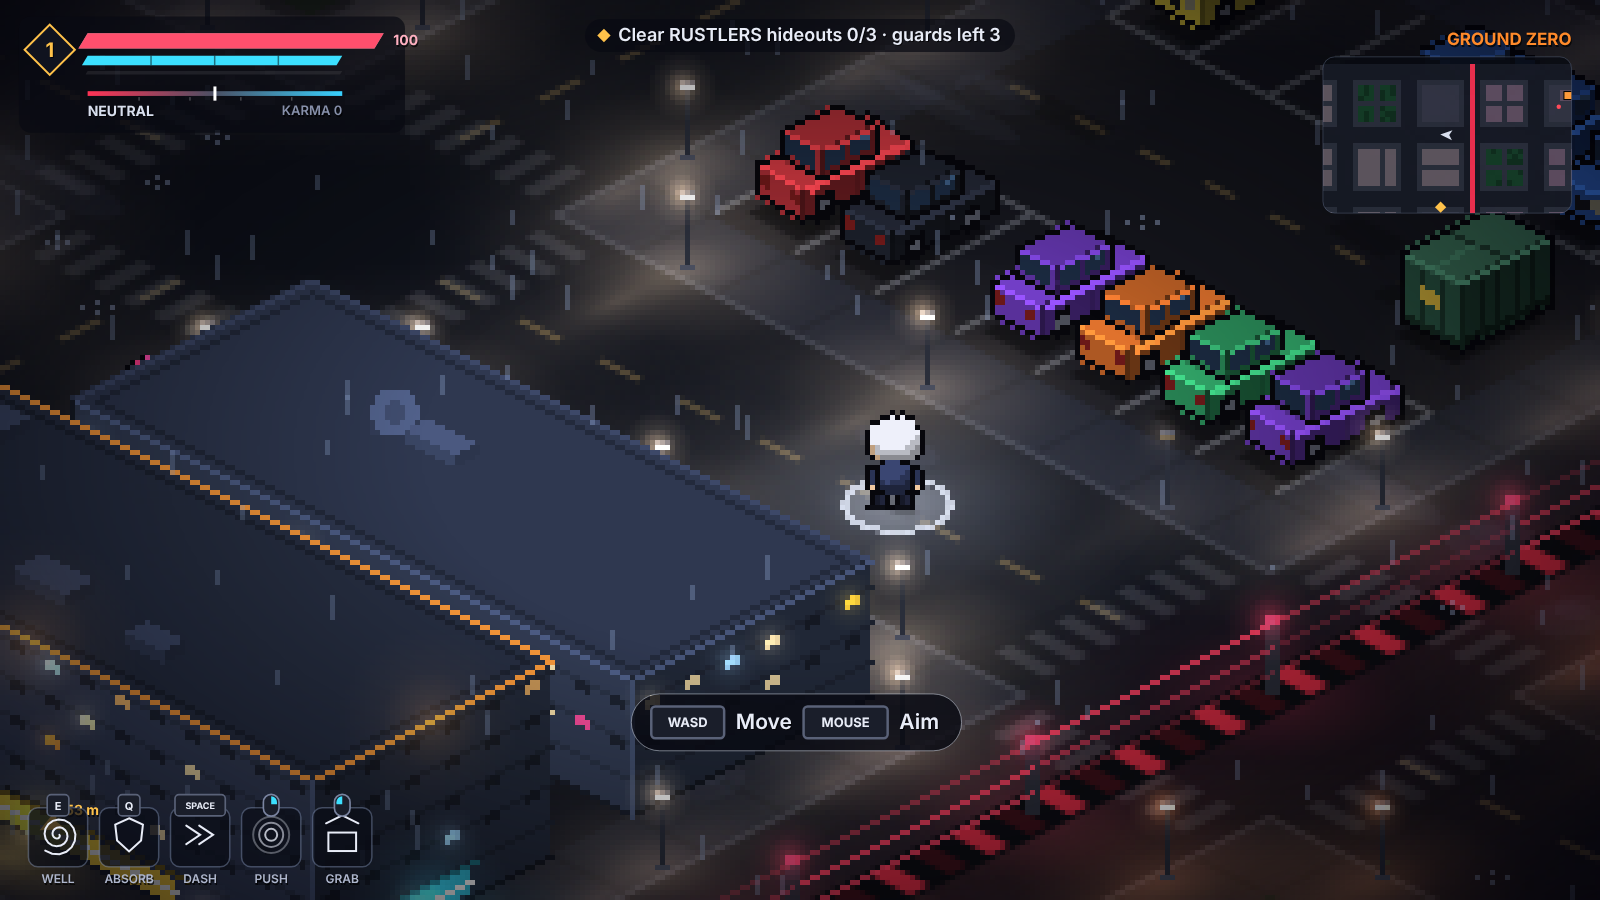 1
100
NEUTRAL
KARMA 0
Clear RUSTLERS hideouts 0/3 · guards left 3
GROUND ZERO
WASD Move MOUSE Aim
E
Q
SPACE
WELL
ABSORB
DASH
PUSH
GRAB